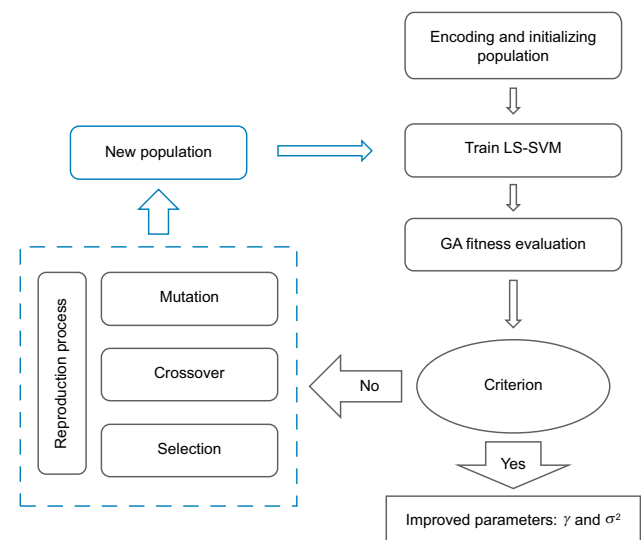 Encoding and initializing
population
New population
Train LS-SVM
GA fitness evaluation
Reproduction process
Mutation
Crossover
Selection
No
Criterion
Yes
Improved parameters: γ and σ²